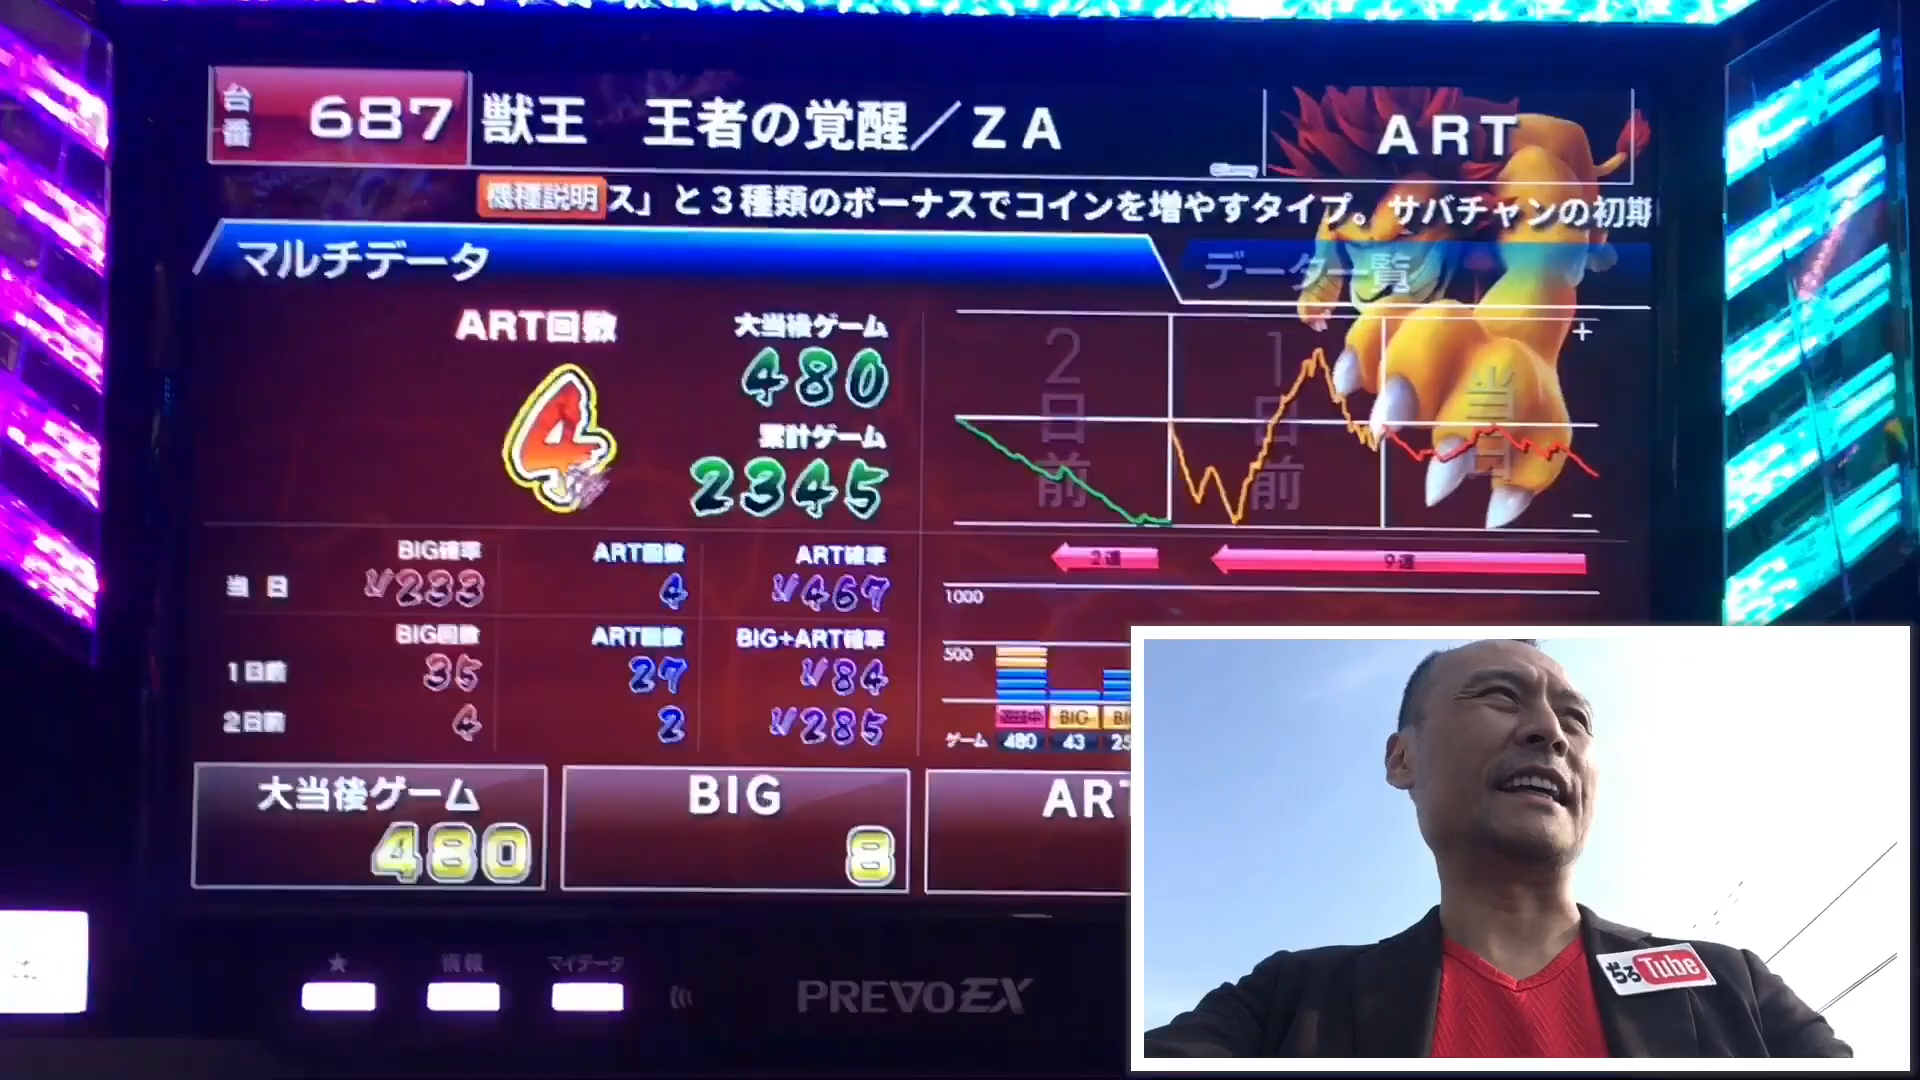 台番 687 獣王 王者の覚醒/ZA ART
機種説明 ス」と3種類のボーナスでコインを増やすタイプ。サバチャンの初期
マルチデータ データ一覧
ART回数 大当後ゲーム
4 480
累計ゲーム
2345
2日前 1日前 当日
+
−
BIG確率 ART回数 ART確率
当日 1/233 4 1/467
BIG回数 ART回数 BIG+ART確率
1日前 35 27 1/84
2日前 4 2 1/285
2連 9連
1000
500
BIG
ゲーム 480 43 25
大当後ゲーム BIG ART
480 8
★ 情報 マイデータ
PREVO EX
ぢるTube